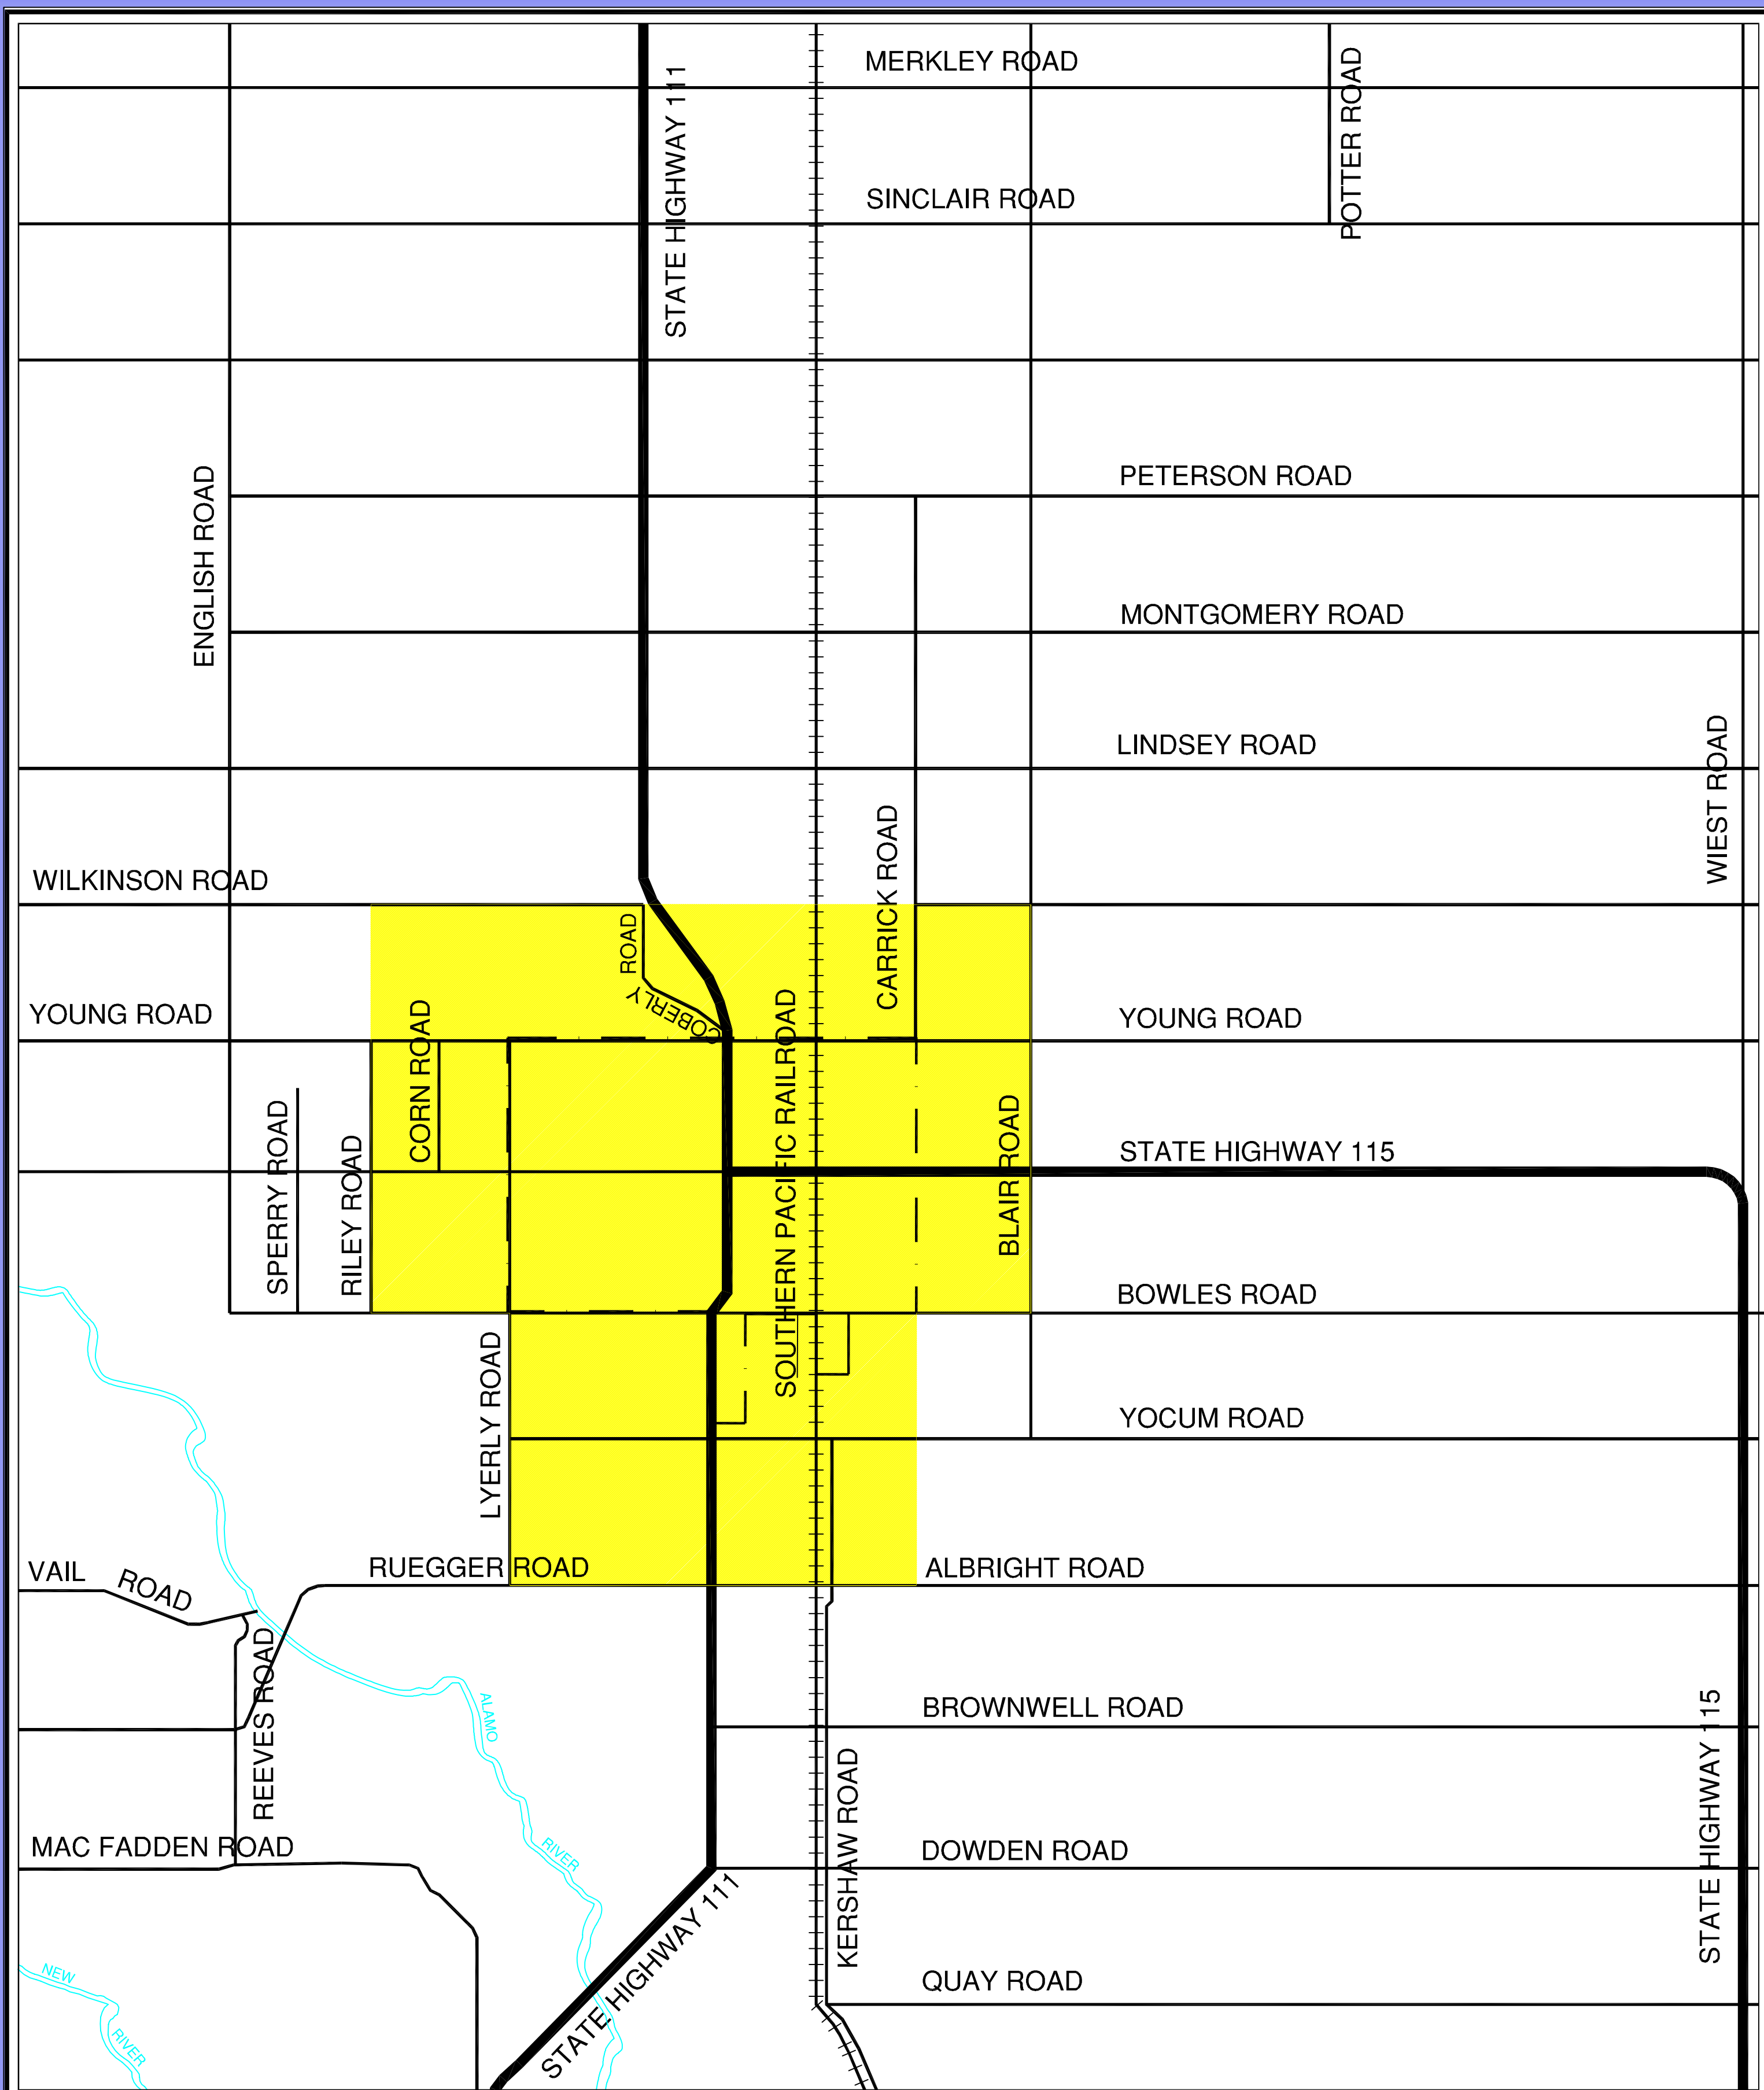 MERKLEY ROAD
POTTER ROAD
STATE HIGHWAY 111
SINCLAIR ROAD
ENGLISH ROAD
PETERSON ROAD
MONTGOMERY ROAD
LINDSEY ROAD
WIEST ROAD
CARRICK ROAD
WILKINSON ROAD
ROAD
COBERLY
YOUNG ROAD
CORN ROAD
SOUTHERN PACIFIC RAILROAD
YOUNG ROAD
SPERRY ROAD
RILEY ROAD
BLAIR ROAD
STATE HIGHWAY 115
BOWLES ROAD
LYERLY ROAD
YOCUM ROAD
VAIL ROAD
RUEGGER ROAD
ALBRIGHT ROAD
REEVES ROAD
ALAMO
RIVER
BROWNWELL ROAD
STATE HIGHWAY 115
KERSHAW ROAD
MAC FADDEN ROAD
DOWDEN ROAD
STATE HIGHWAY 111
QUAY ROAD
NEW
RIVER